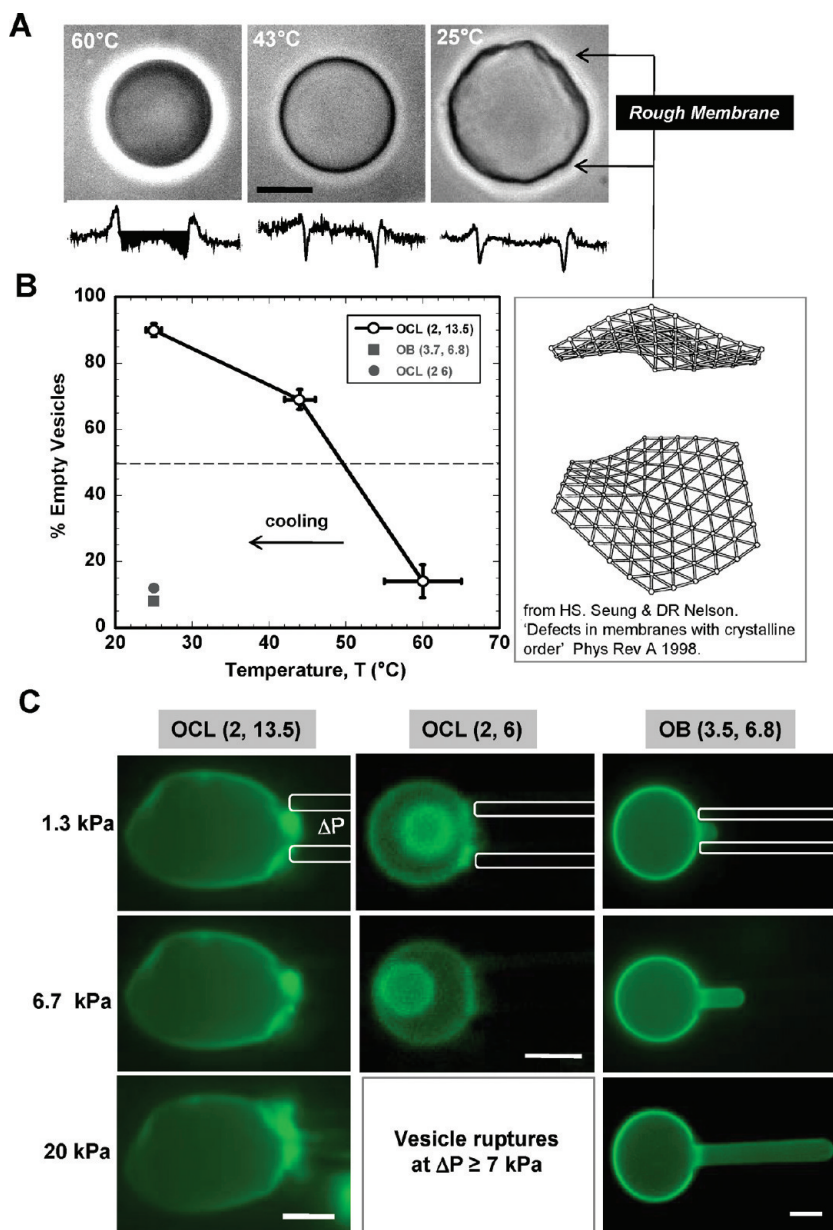 A
60°C
43°C
25°C
Rough Membrane
B
% Empty Vesicles
100
80
60
40
20
0
OCL (2, 13.5)
OB (3.7, 6.8)
OCL (2 6)
cooling
20 30 40 50 60 70
Temperature, T (°C)
from HS. Seung & DR Nelson.
'Defects in membranes with crystalline
order' Phys Rev A 1998.
C
OCL (2, 13.5)
OCL (2, 6)
OB (3.5, 6.8)
1.3 kPa
ΔP
6.7 kPa
20 kPa
Vesicle ruptures
at ΔP ≥ 7 kPa